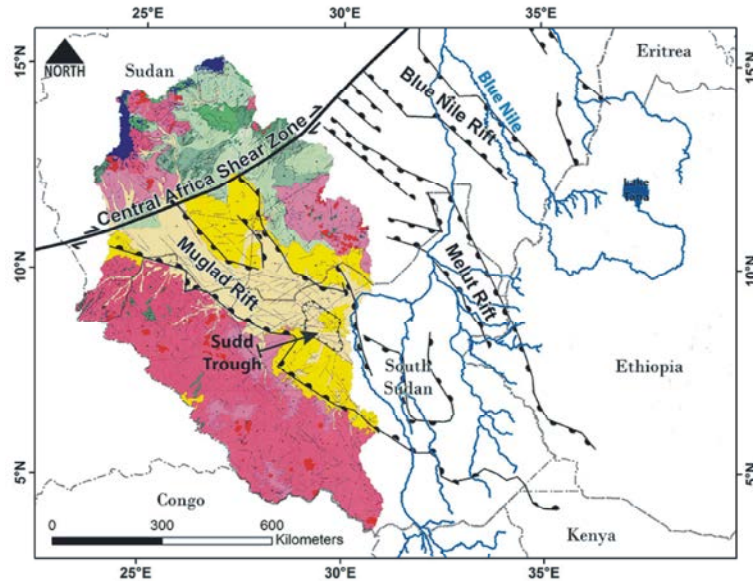 25°E
30°E
35°E
15°N
15°N
NORTH
Sudan
Eritrea
Blue Nile Rift
Blue Nile
Central Africa Shear Zone
Lake
Tana
10°N
10°N
Muglad Rift
Melut Rift
Sudd
Trough
South
Sudan
Ethiopia
5°N
5°N
Congo
0
300
600
Kilometers
Kenya
25°E
30°E
35°E